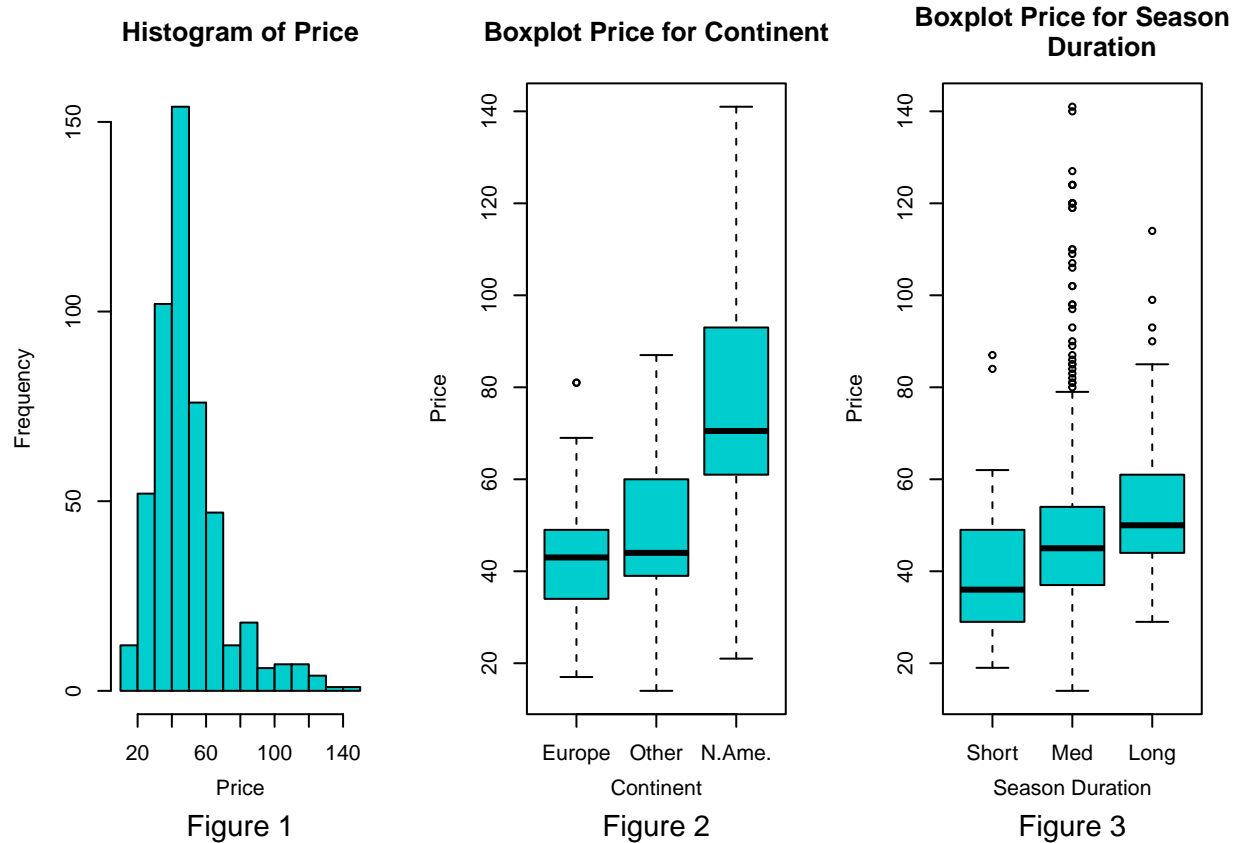 Histogram of Price
150
100
50
0
Frequency
20
60
100
140
Price
Figure 1
Boxplot Price for Continent
140
120
100
80
60
40
20
Price
Europe
Other
N.Ame.
Continent
Figure 2
Boxplot Price for Season
Duration
140
120
100
80
60
40
20
Price
Short
Med
Long
Season Duration
Figure 3